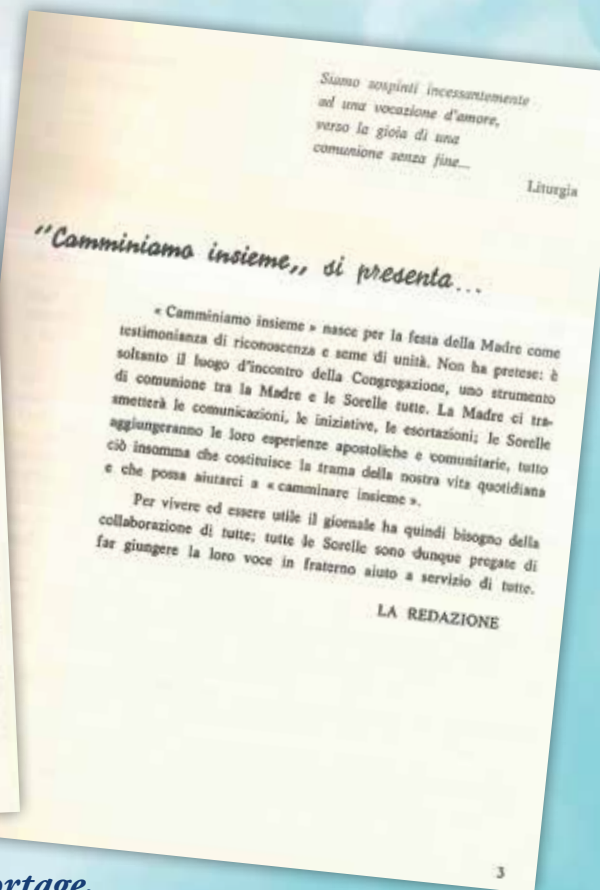 Siamo sospinti incessantemente
ad una vocazione d'amore,
verso la gioia di una
comunione senza fine...
Liturgia
"Camminiamo insieme„ si presenta...
« Camminiamo insieme » nasce per la festa della Madre come
testimonianza di riconoscenza e seme di unità. Non ha pretese: è
soltanto il luogo d'incontro della Congregazione, uno strumento
di comunione tra la Madre e le Sorelle tutte. La Madre ci tra-
smetterà le comunicazioni, le iniziative, le esortazioni; le Sorelle
aggiungeranno le loro esperienze apostoliche e comunitarie, tutto
ciò insomma che costituisce la trama della nostra vita quotidiana
e che possa aiutarci a « camminare insieme ».
Per vivere ed essere utile il giornale ha quindi bisogno della
collaborazione di tutte; tutte le Sorelle sono dunque pregate di
far giungere la loro voce in fraterno aiuto a servizio di tutte.
LA REDAZIONE
3